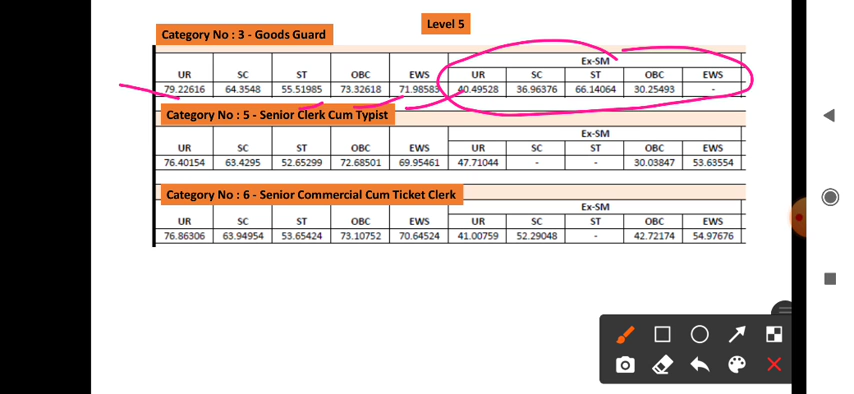 Level 5
Category No : 3 - Goods Guard
Ex-SM
UR SC ST OBC EWS UR SC ST OBC EWS
79.22616 64.3548 55.51985 73.32618 71.98583 40.49528 36.96376 66.14064 30.25493 -
Category No : 5 - Senior Clerk Cum Typist
Ex-SM
UR SC ST OBC EWS UR SC ST OBC EWS
76.40154 63.4295 52.65299 72.68501 69.95461 47.71044 - - 30.03847 53.63554
Category No : 6 - Senior Commercial Cum Ticket Clerk
Ex-SM
UR SC ST OBC EWS UR SC ST OBC EWS
76.86306 63.94954 53.65424 73.10752 70.64524 41.00759 52.29048 - 42.72174 54.97676